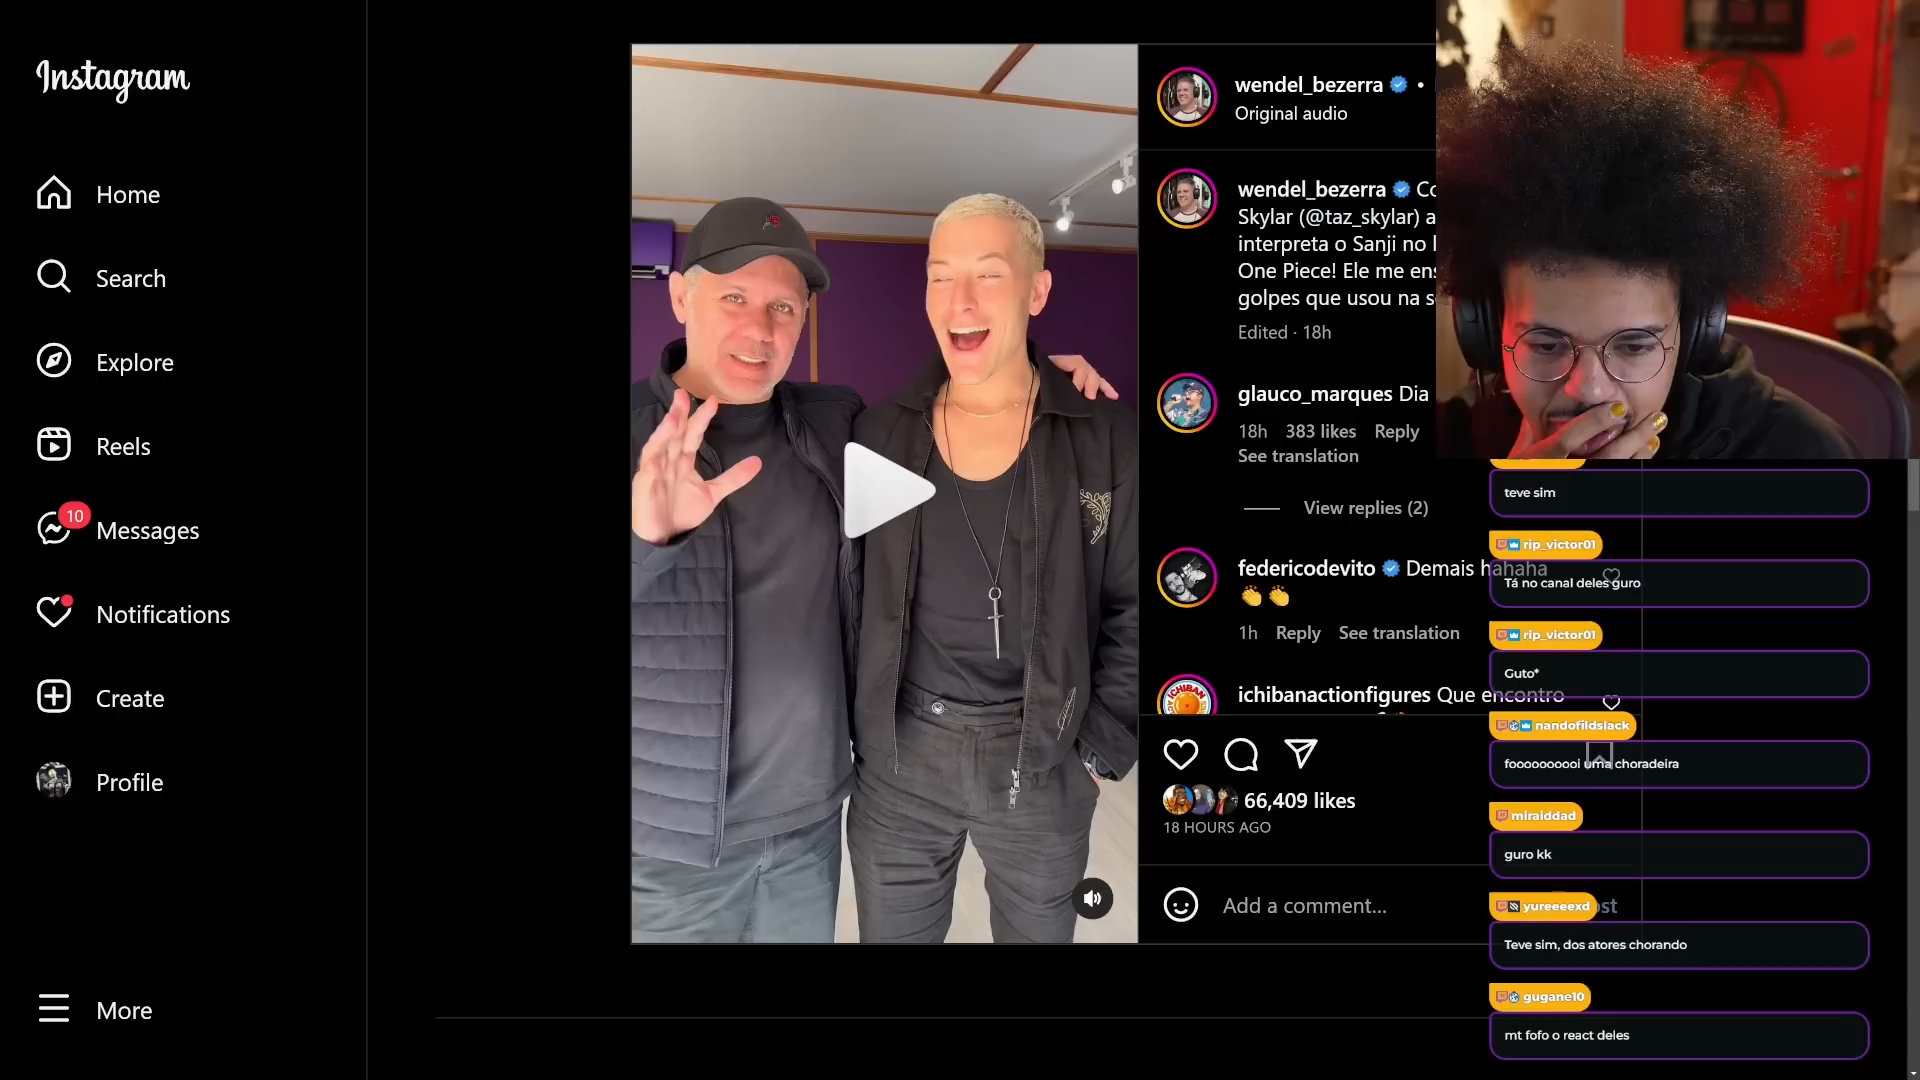 Instagram
Home
Search
Explore
Reels
10
Messages
Notifications
Create
Profile
More
wendel_bezerra •
Original audio
wendel_bezerra Co
Skylar (@taz_skylar) a
interpreta o Sanji no l
One Piece! Ele me ens
golpes que usou na s
Edited · 18h
glauco_marques Dia
18h 383 likes Reply
See translation
View replies (2)
federicodevito Demais hahaha
👏 👏
1h Reply See translation
ICHIBAN
ichibanactionfigures Que encontro
66,409 likes
18 HOURS AGO
Add a comment...
teve sim
rip_victor01
Tá no canal deles guro
rip_victor01
Guto*
nandofildslack
foooooooooi uma choradeira
miraiddad
guro kk
yureeeexd
Teve sim, dos atores chorando
gugane10
mt fofo o react deles